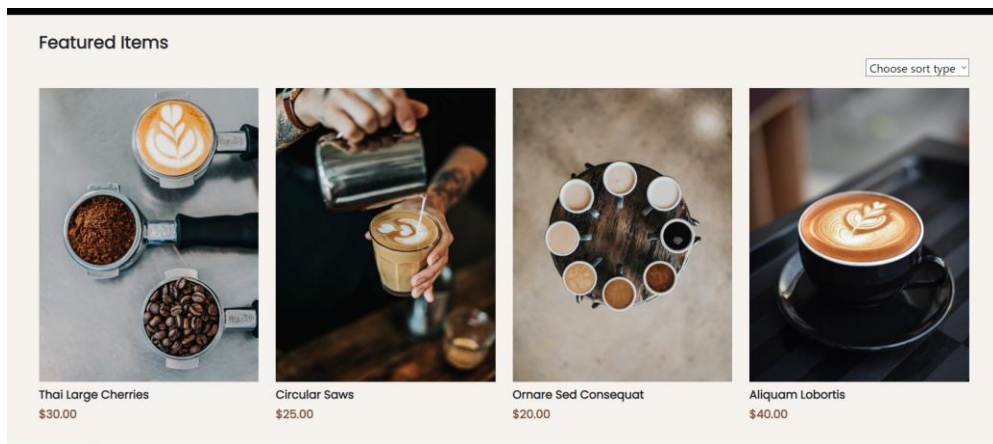 Featured Items
Choose sort type
Thai Large Cherries
$30.00
Circular Saws
$25.00
Ornare Sed Consequat
$20.00
Aliquam Lobortis
$40.00